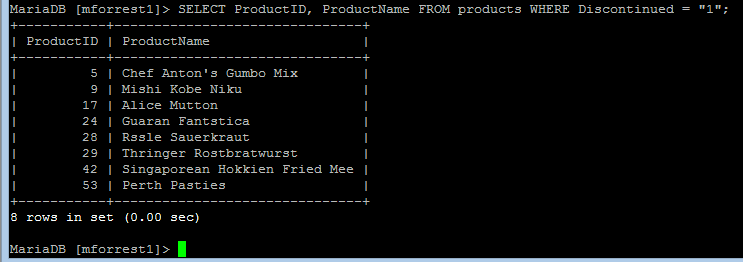 MariaDB [mforrest1]> SELECT ProductID, ProductName FROM products WHERE Discontinued = "1";
+-----------+-------------------------------+
| ProductID | ProductName                   |
+-----------+-------------------------------+
|         5 | Chef Anton's Gumbo Mix        |
|         9 | Mishi Kobe Niku               |
|        17 | Alice Mutton                  |
|        24 | Guaran Fantstica              |
|        28 | Rssle Sauerkraut              |
|        29 | Thringer Rostbratwurst        |
|        42 | Singaporean Hokkien Fried Mee |
|        53 | Perth Pasties                 |
+-----------+-------------------------------+
8 rows in set (0.00 sec)
MariaDB [mforrest1]>